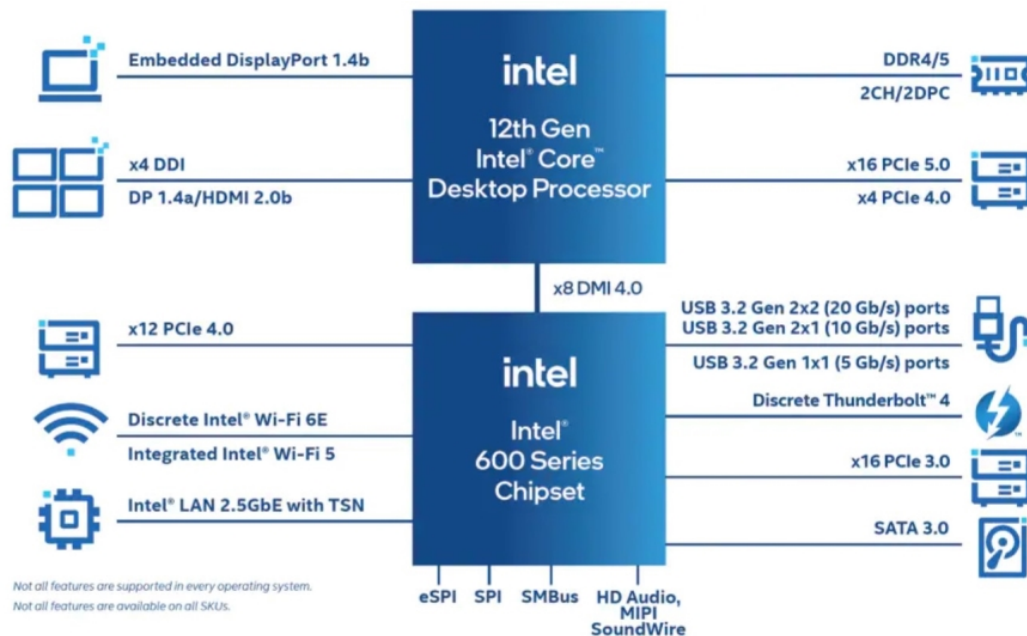 Embedded DisplayPort 1.4b
x4 DDI
DP 1.4a/HDMI 2.0b
intel
12th Gen
Intel® Core™
Desktop Processor
DDR4/5
2CH/2DPC
x16 PCIe 5.0
x4 PCIe 4.0
x8 DMI 4.0
x12 PCIe 4.0
Discrete Intel® Wi-Fi 6E
Integrated Intel® Wi-Fi 5
Intel® LAN 2.5GbE with TSN
intel
Intel®
600 Series
Chipset
USB 3.2 Gen 2x2 (20 Gb/s) ports
USB 3.2 Gen 2x1 (10 Gb/s) ports
USB 3.2 Gen 1x1 (5 Gb/s) ports
Discrete Thunderbolt™ 4
x16 PCIe 3.0
SATA 3.0
eSPI
SPI
SMBus
HD Audio,
MIPI
SoundWire
Not all features are supported in every operating system.
Not all features are available on all SKUs.